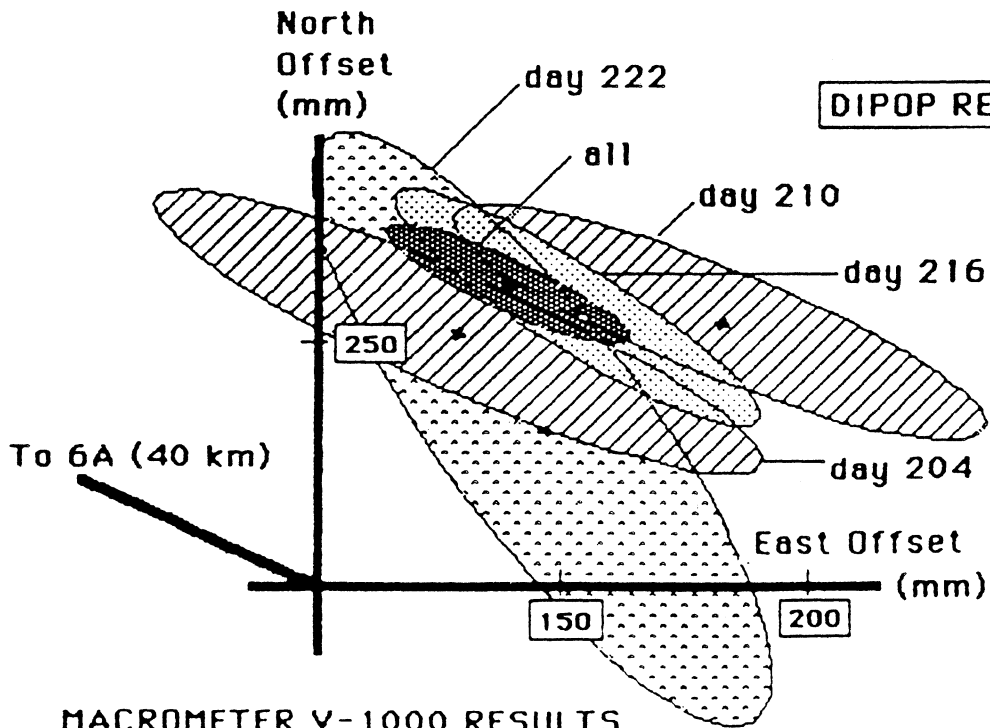 North
Offset
(mm)
day 222
DIPOP RE
all
day 210
day 216
250
To 6A (40 km)
day 204
East Offset
(mm)
150
200
MACROMETER V-1000 RESULTS